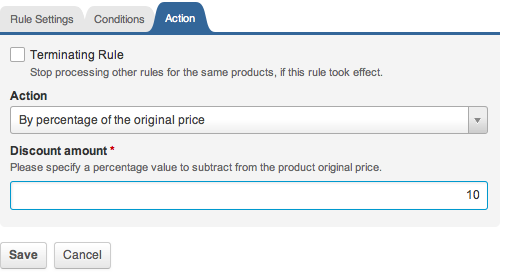 Rule Settings Conditions Action
Terminating Rule
Stop processing other rules for the same products, if this rule took effect.
Action
By percentage of the original price
Discount amount *
Please specify a percentage value to subtract from the product original price.
10
Save Cancel